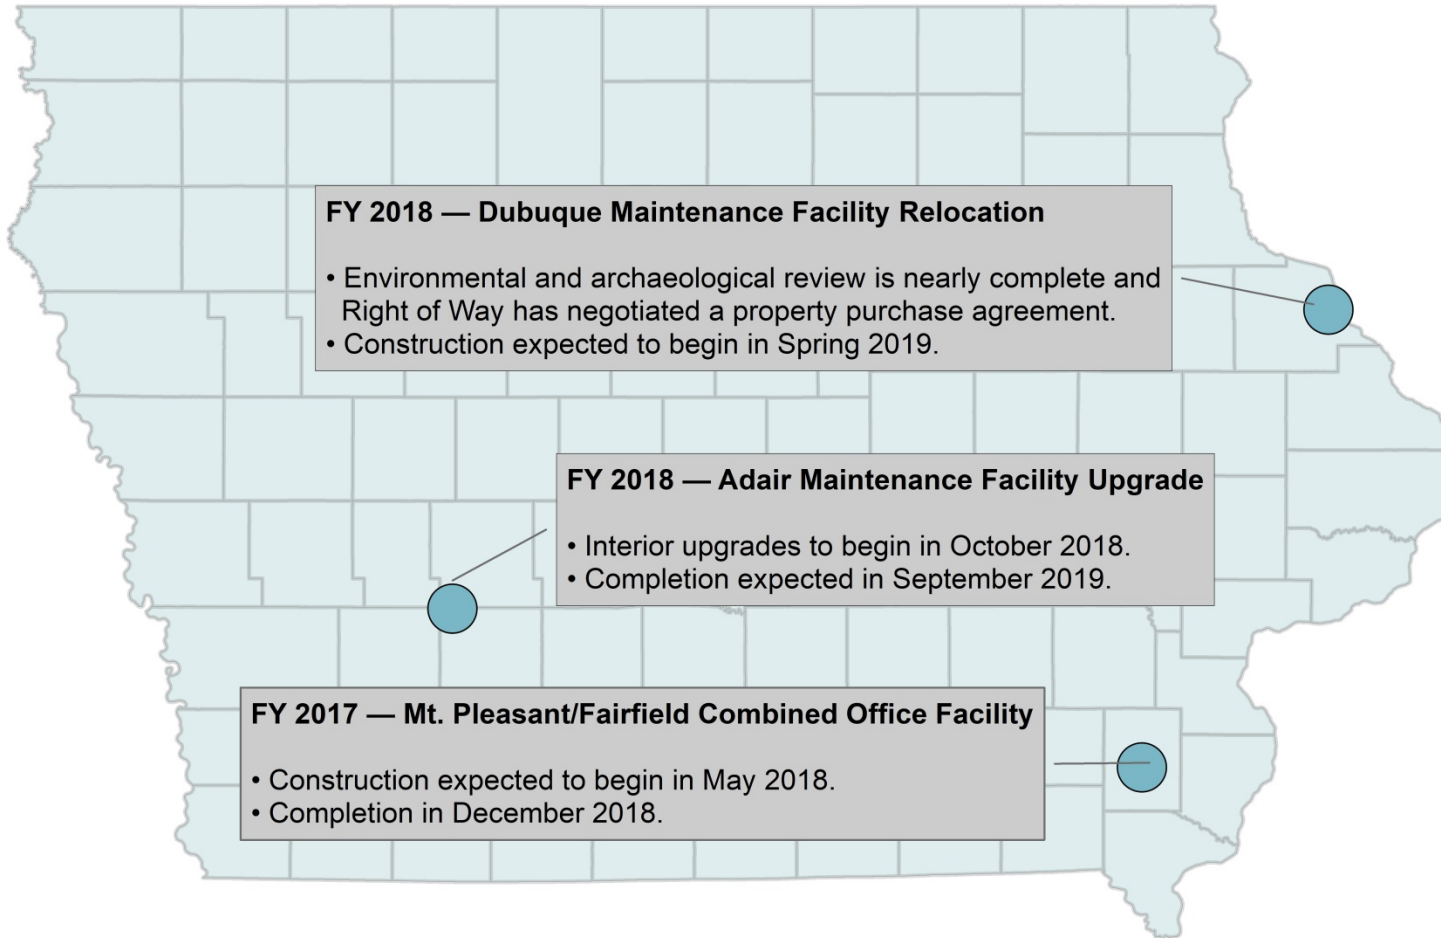 FY 2018 — Dubuque Maintenance Facility Relocation
• Environmental and archaeological review is nearly complete and
Right of Way has negotiated a property purchase agreement.
• Construction expected to begin in Spring 2019.
FY 2018 — Adair Maintenance Facility Upgrade
• Interior upgrades to begin in October 2018.
• Completion expected in September 2019.
FY 2017 — Mt. Pleasant/Fairfield Combined Office Facility
• Construction expected to begin in May 2018.
• Completion in December 2018.